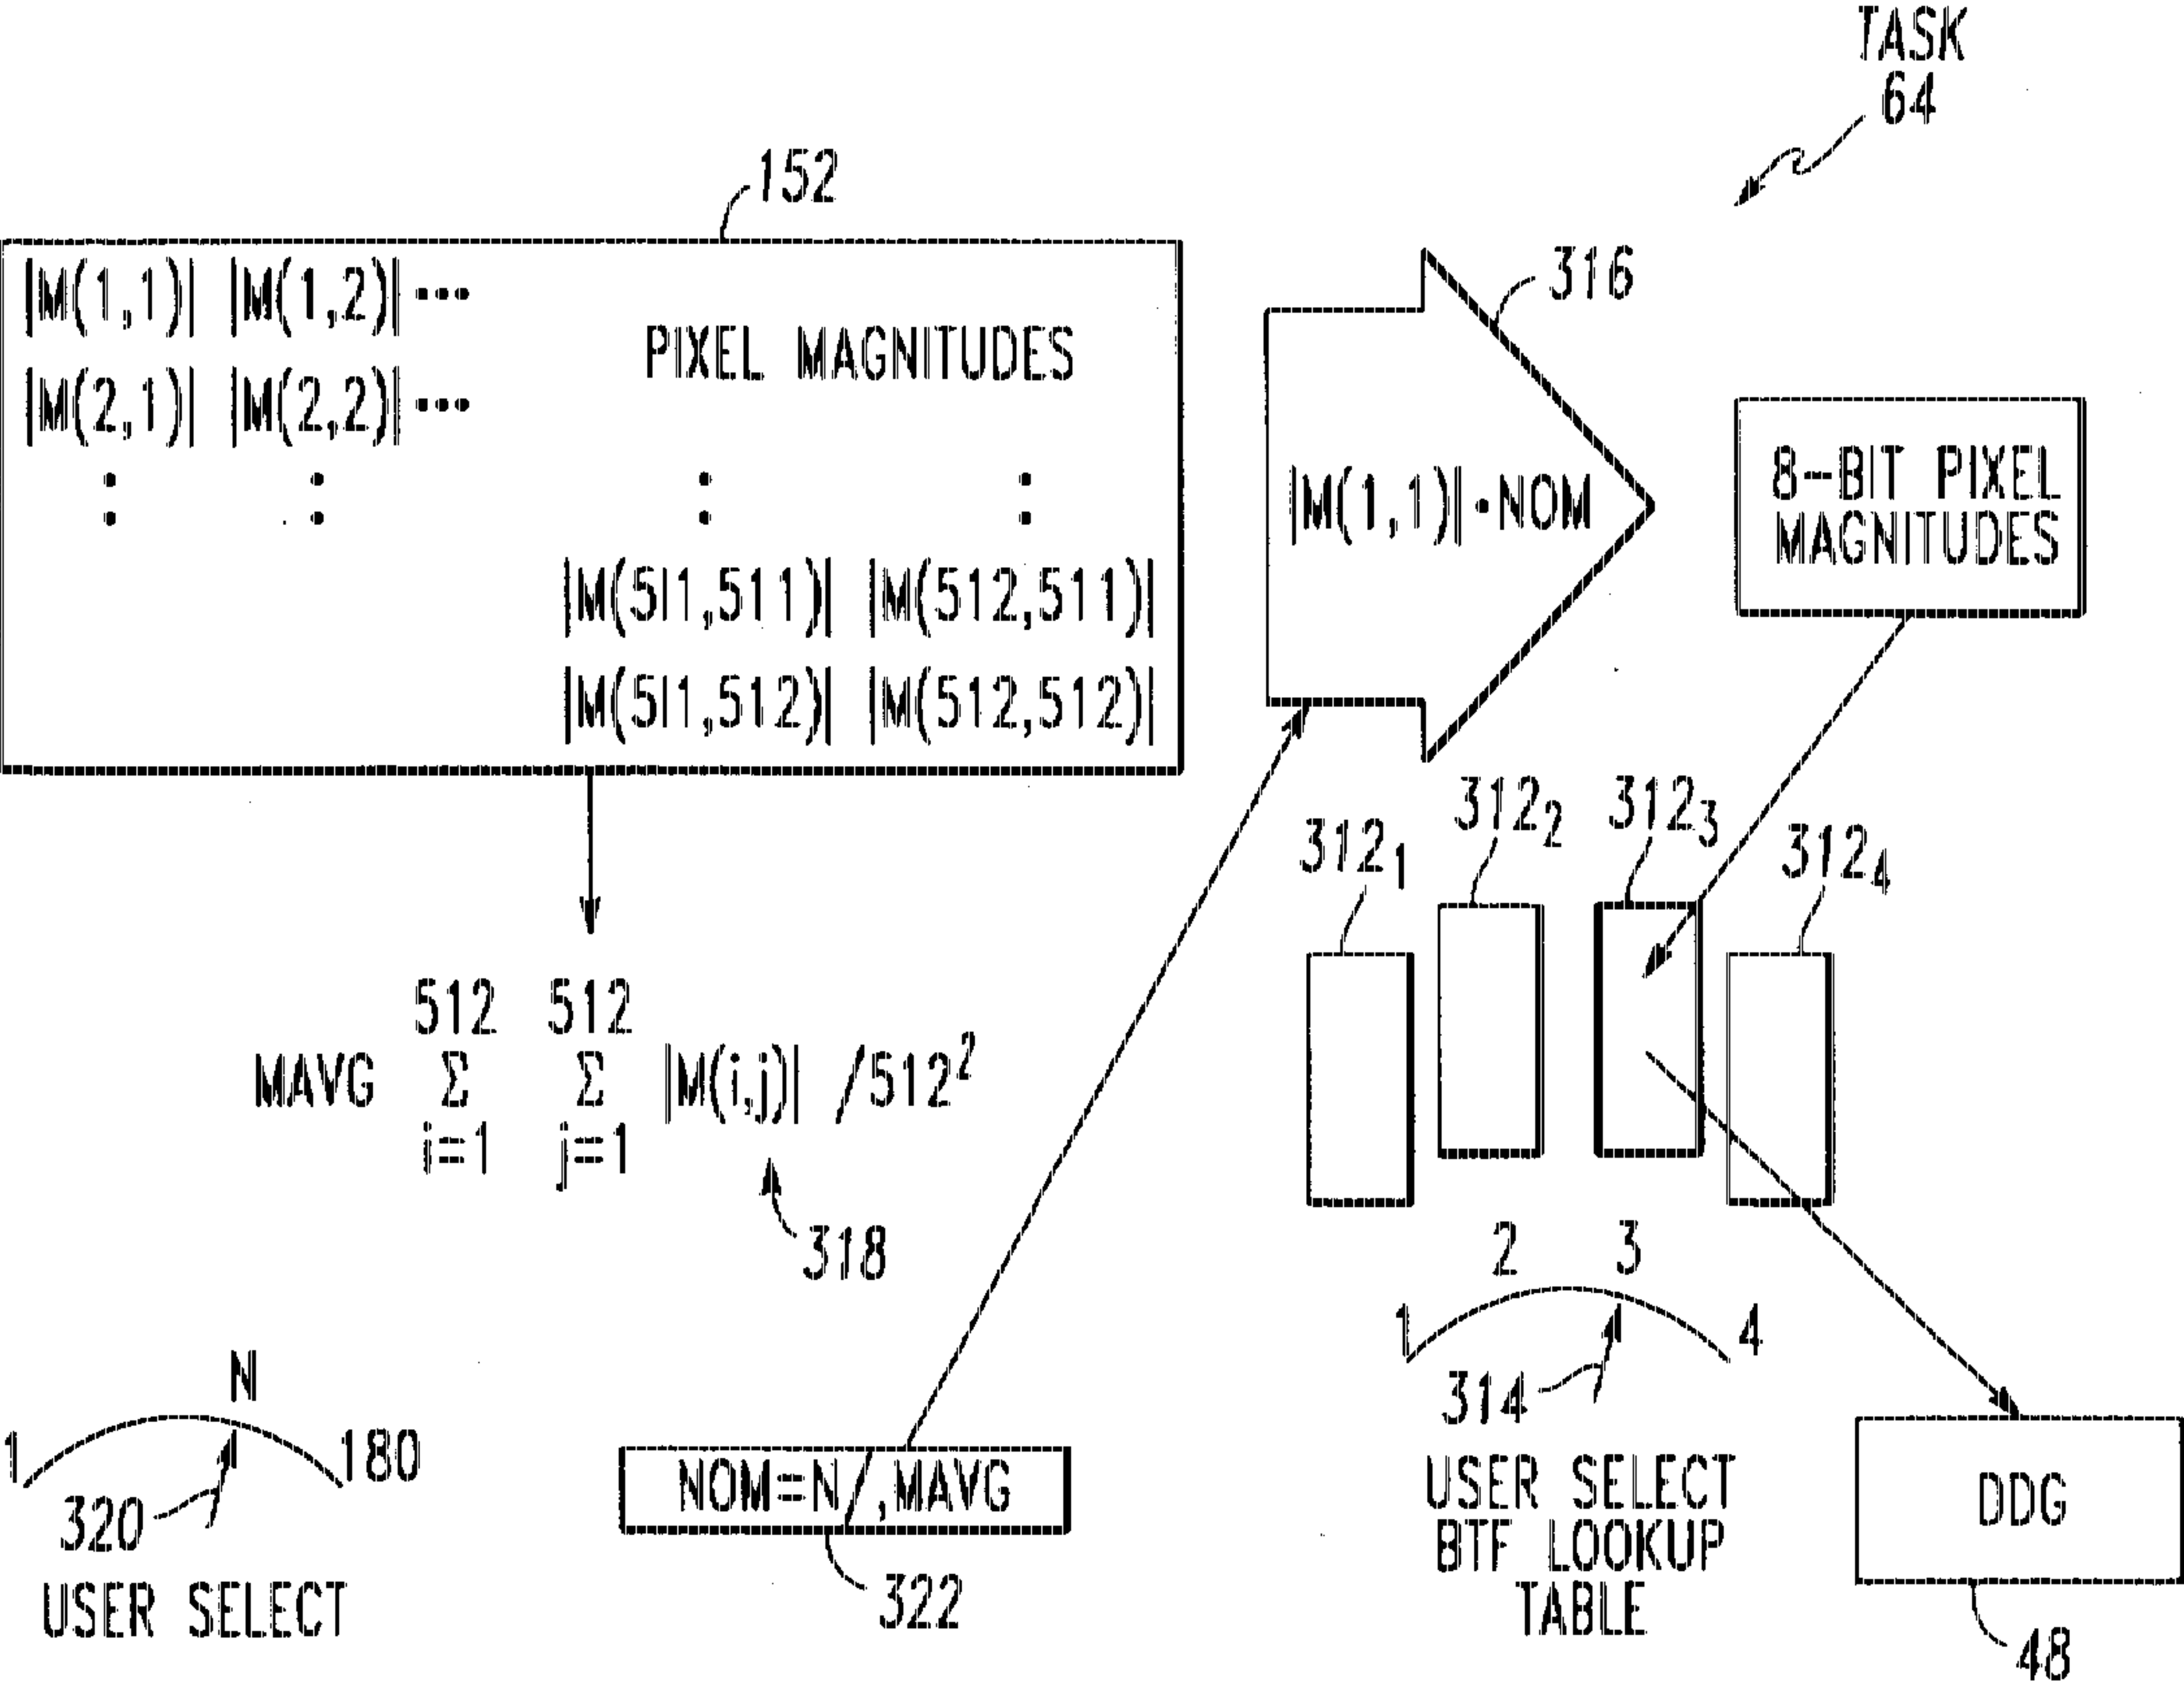 TASK
64
152
|M(1,1)| |M(1,2)| •••
PIXEL MAGNITUDES
|M(2,1)| |M(2,2)| •••
: : : :
|M(511,511)| |M(512,511)|
|M(511,512)| |M(512,512)|
316
|M(1,1)|•NOM
8-BIT PIXEL
MAGNITUDES
312₁
312₂
312₃
312₄
512 512
MAVG Σ Σ |M(i,j)| /512²
i=1 j=1
318
1 N 180
320
USER SELECT
NOM=N/,MAVG
322
1 2 3 4
314
USER SELECT
BTF LOOKUP
TABLE
DDG
48